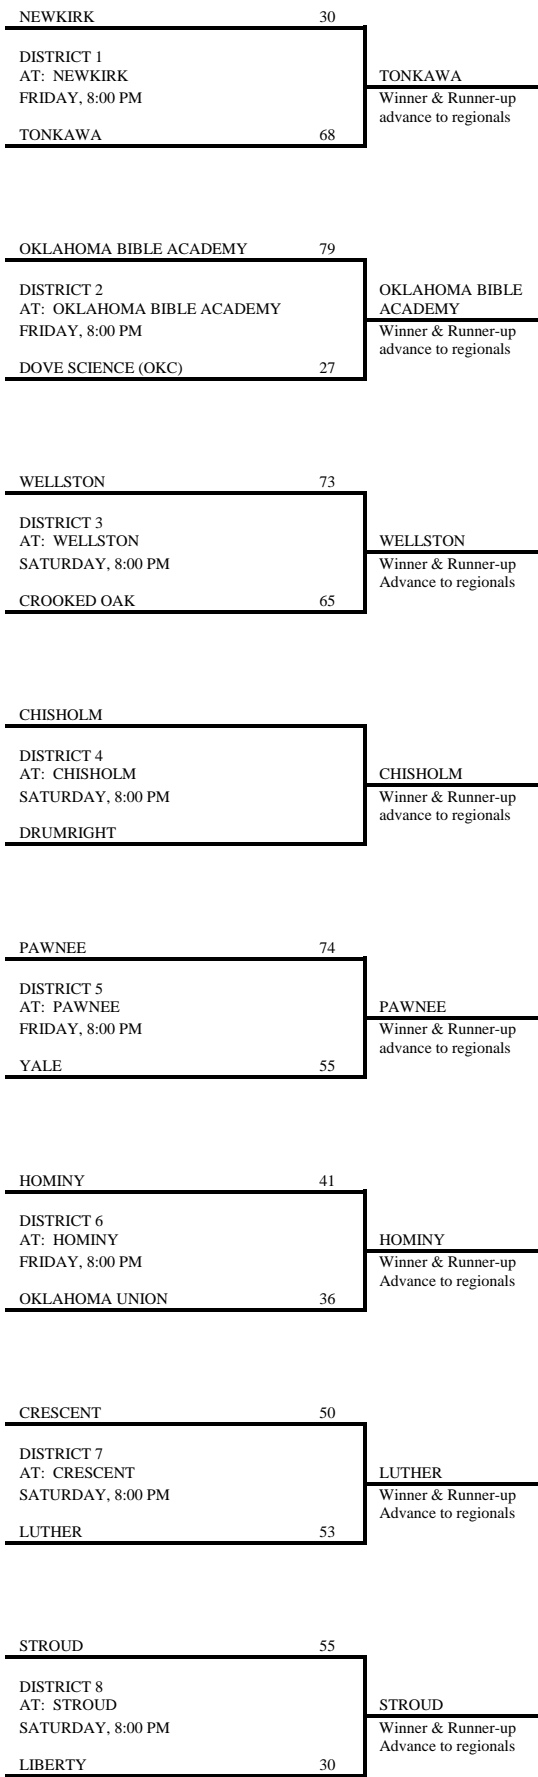 NEWKIRK 30
DISTRICT 1
AT: NEWKIRK
TONKAWA
FRIDAY, 8:00 PM
Winner & Runner-up
advance to regionals
TONKAWA 68
OKLAHOMA BIBLE ACADEMY 79
DISTRICT 2
OKLAHOMA BIBLE
AT: OKLAHOMA BIBLE ACADEMY
ACADEMY
FRIDAY, 8:00 PM
Winner & Runner-up
advance to regionals
DOVE SCIENCE (OKC) 27
WELLSTON 73
DISTRICT 3
AT: WELLSTON
WELLSTON
SATURDAY, 8:00 PM
Winner & Runner-up
Advance to regionals
CROOKED OAK 65
CHISHOLM
DISTRICT 4
AT: CHISHOLM
CHISHOLM
SATURDAY, 8:00 PM
Winner & Runner-up
advance to regionals
DRUMRIGHT
PAWNEE 74
DISTRICT 5
AT: PAWNEE
PAWNEE
FRIDAY, 8:00 PM
Winner & Runner-up
advance to regionals
YALE 55
HOMINY 41
DISTRICT 6
AT: HOMINY
HOMINY
FRIDAY, 8:00 PM
Winner & Runner-up
Advance to regionals
OKLAHOMA UNION 36
CRESCENT 50
DISTRICT 7
AT: CRESCENT
LUTHER
SATURDAY, 8:00 PM
Winner & Runner-up
Advance to regionals
LUTHER 53
STROUD 55
DISTRICT 8
AT: STROUD
STROUD
SATURDAY, 8:00 PM
Winner & Runner-up
Advance to regionals
LIBERTY 30